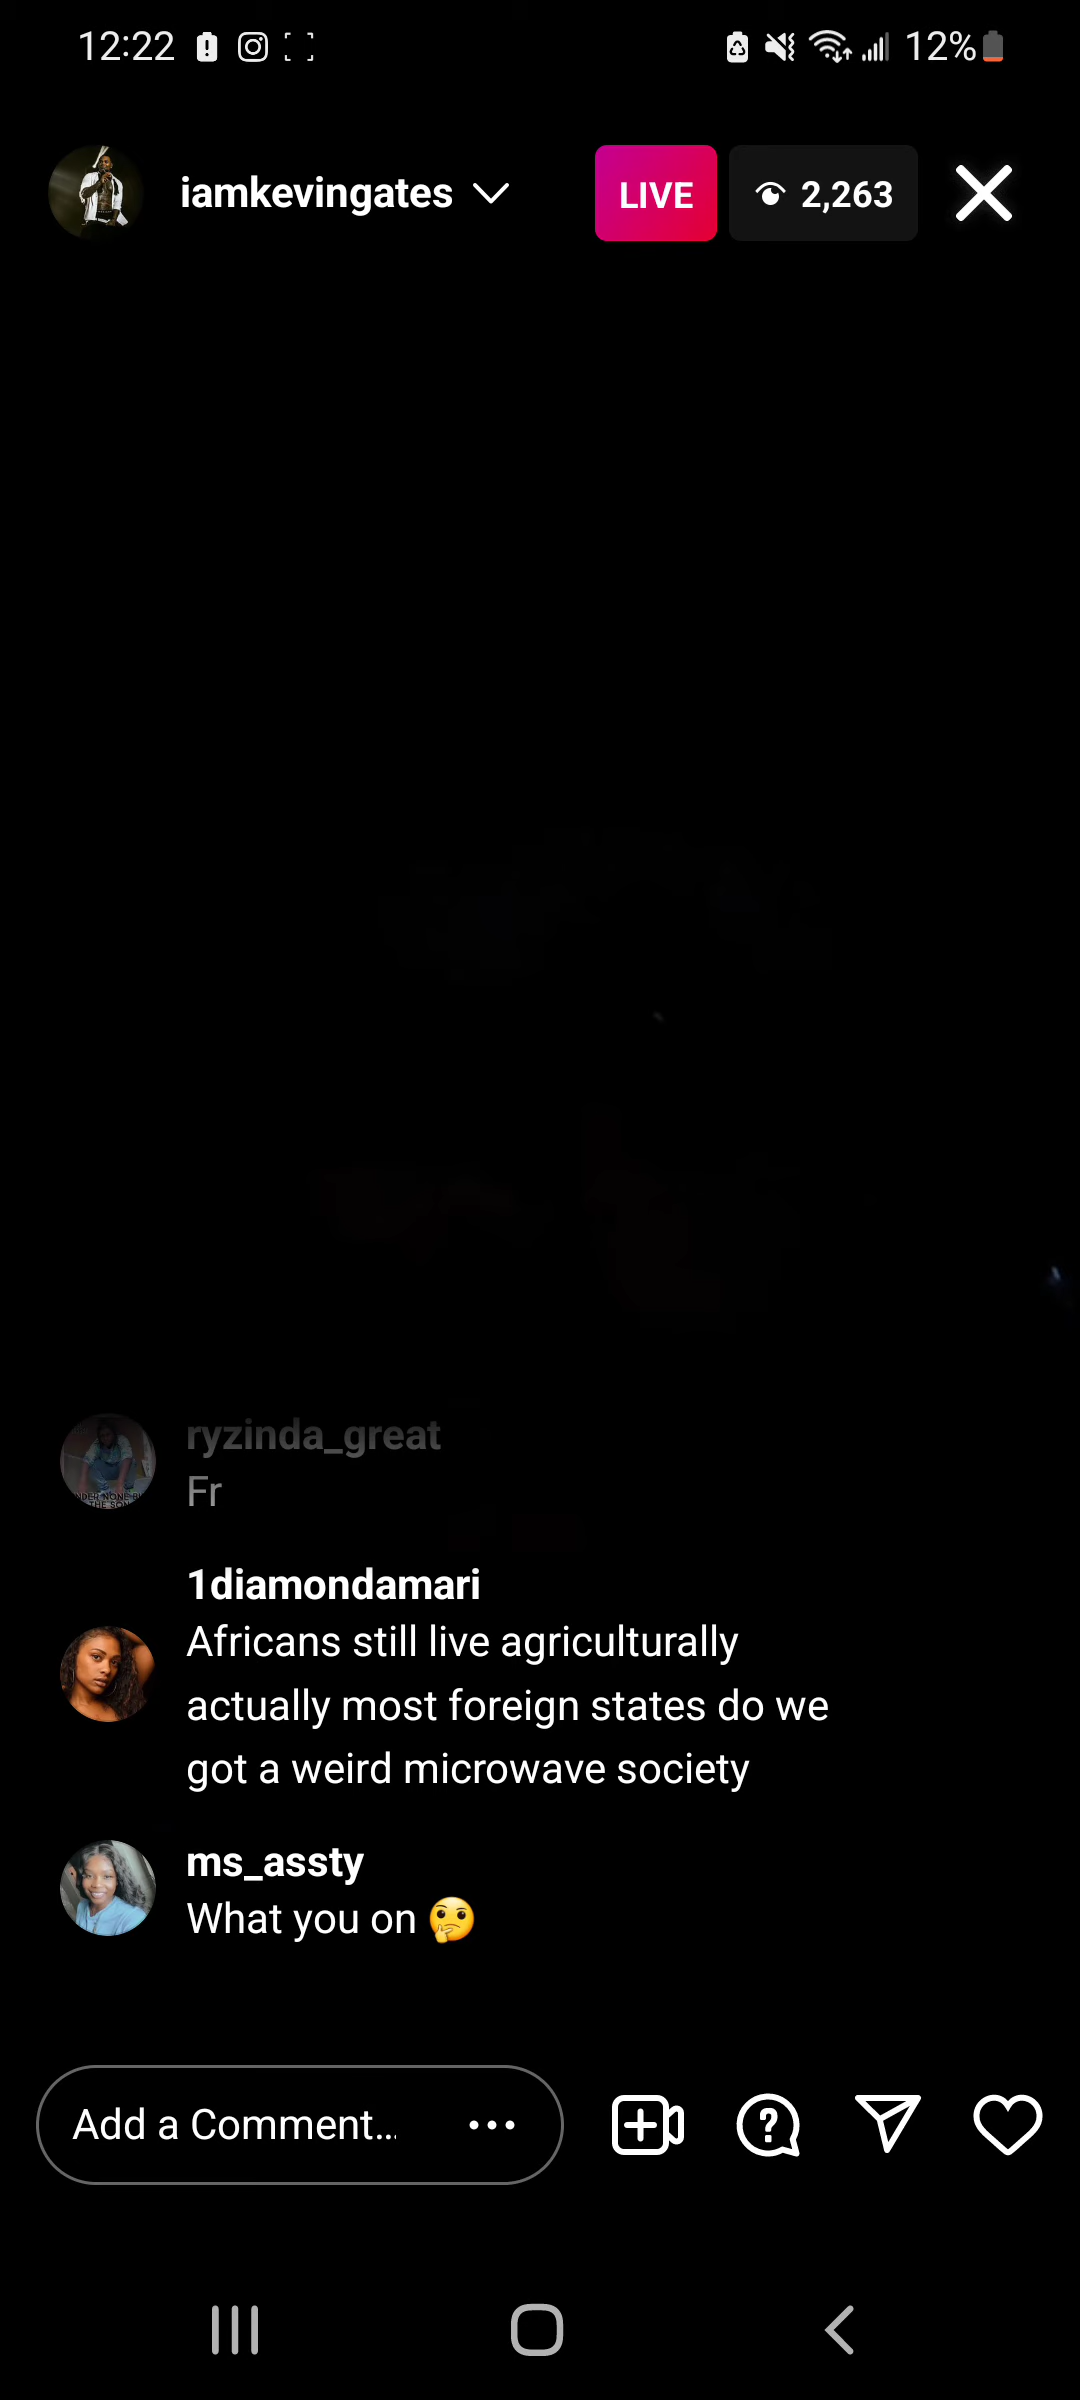 12:22
12%
iamkevingates
LIVE
2,263
ryzinda_great
Fr
1diamondamari
Africans still live agriculturally
actually most foreign states do we
got a weird microwave society
ms_assty
What you on 🤔
Add a Comment...